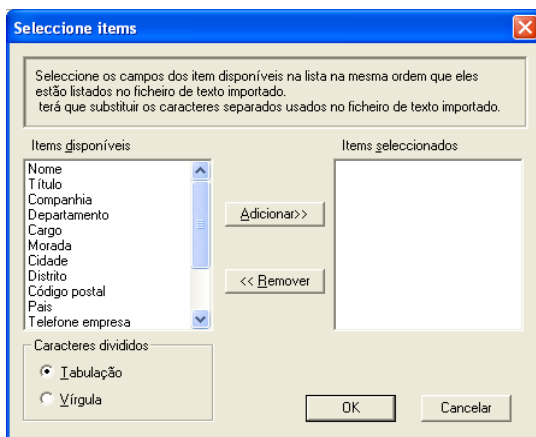 Seleccione items
Seleccione os campos dos item disponíveis na lista na mesma ordem que eles
estão listados no ficheiro de texto importado.
terá que substituir os caracteres separados usados no ficheiro de texto importado.
Items disponíveis
Items seleccionados
Nome
Título
Companhia
Departamento
Cargo
Morada
Cidade
Distrito
Código postal
Pais
Telefone empresa
Adicionar>>
<< Remover
Caracteres divididos
Tabulação
Vírgula
OK
Cancelar